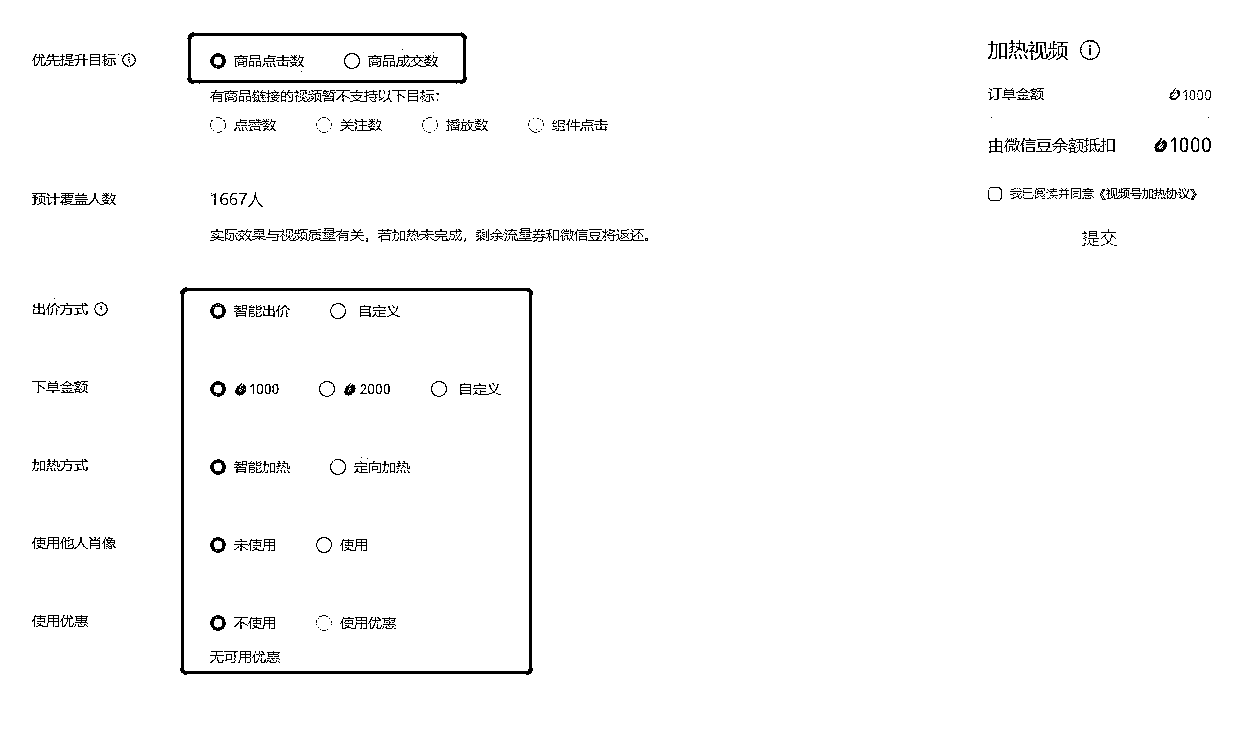 优先提升目标 商品点击数 商品成交数
有商品链接的视频暂不支持以下目标：
点赞数 关注数 播放数 组件点击
预计覆盖人数 1667人
实际效果与视频质量有关，若加热未完成，剩余流量券和微信豆将返还。
出价方式 智能出价 自定义
下单金额 1000 2000 自定义
加热方式 智能加热 定向加热
使用他人肖像 未使用 使用
使用优惠 不使用 使用优惠
无可用优惠
加热视频
订单金额 1000
由微信豆余额抵扣 1000
我已阅读并同意《视频号加热协议》
提交